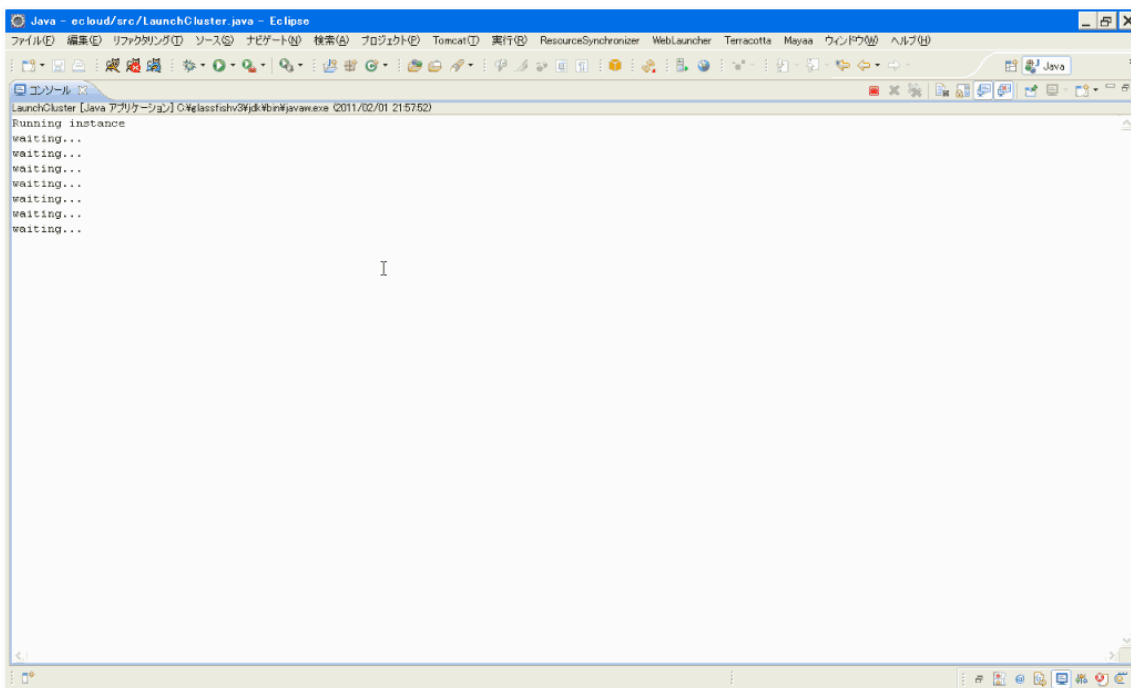 Java - ecloud/src/LaunchCluster.java - Eclipse
ファイル(F) 編集(E) リファクタリング(T) ソース(S) ナビゲート(N) 検索(A) プロジェクト(P) Tomcat(T) 実行(R) ResourceSynchronizer WebLauncher Terracotta Mayaa ウィンドウ(W) ヘルプ(H)
Java
コンソール
LaunchCluster [Java アプリケーション] C:¥glassfishv3¥jdk¥bin¥javaw.exe (2011/02/01 21:57:52)
Running instance
waiting...
waiting...
waiting...
waiting...
waiting...
waiting...
waiting...